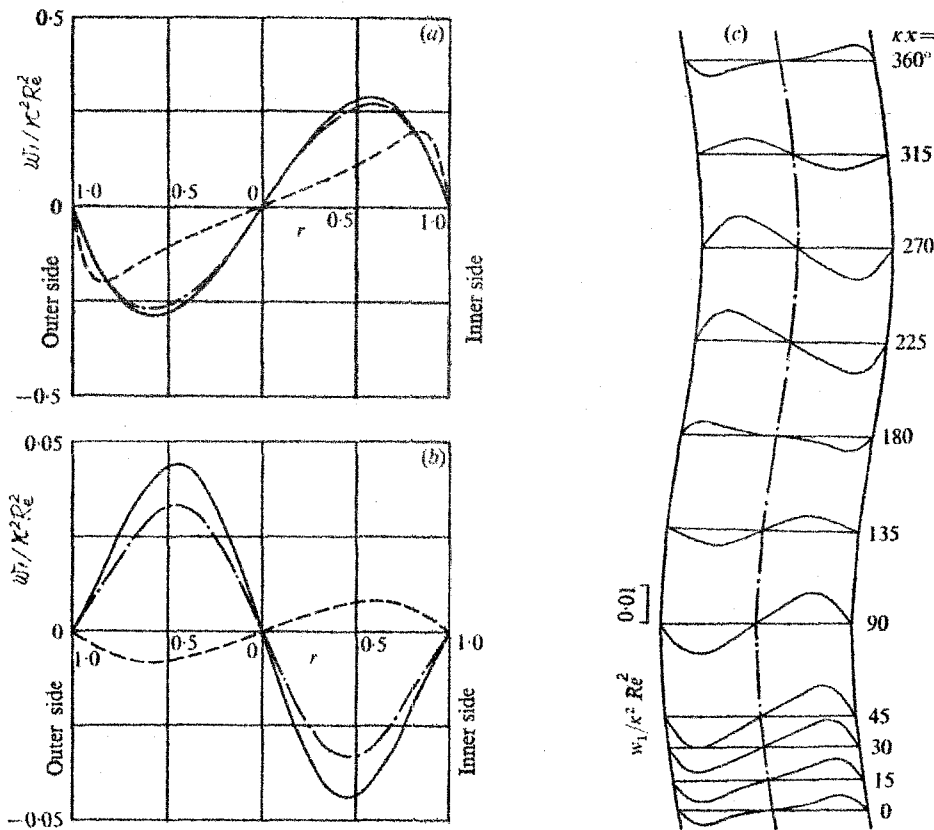 0·5
(a)
w₁/κ²Re²
1·0
0·5
0
0
r
0·5
1·0
Outer side
Inner side
−0·5
0·05
(b)
w₁/κ²Re²
0
1·0
0·5
0
r
0·5
1·0
Outer side
Inner side
−0·05
(c)
κx=
360°
315
270
225
180
135
0·01
90
w₁/κ² Re²
45
30
15
0